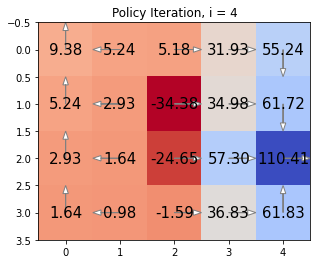 Policy Iteration, i = 4
-0.5
0.0 9.38 5.24 5.18 31.93 55.24
0.5
1.0 5.24 2.93 -34.38 34.98 61.72
1.5
2.0 2.93 1.64 -24.65 57.30 110.41
2.5
3.0 1.64 0.98 -1.59 36.83 61.83
3.5
0 1 2 3 4